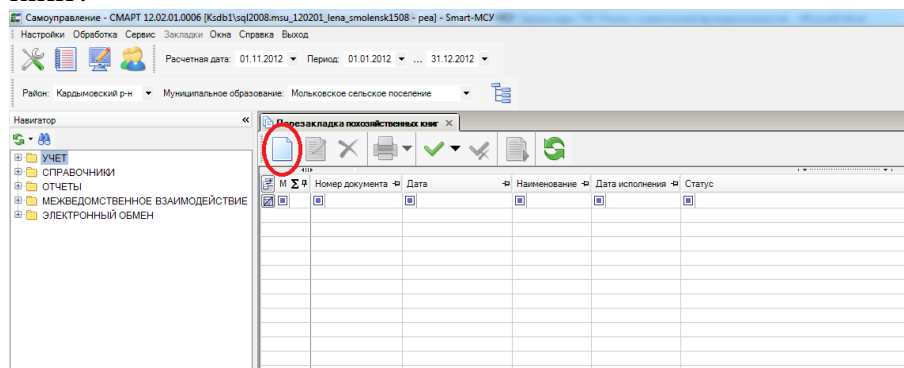 Самоуправление - СМАРТ 12.02.01.0006 [Ksdb1\sql2008.msu_120201_lena_smolensk1508 - pea] - Smart-МСУ
Настройки Обработка Сервис Закладки Окна Справка Выход
Расчетная дата: 01.11.2012 Период: 01.01.2012 ... 31.12.2012
Район: Кардымовский р-н Муниципальное образование: Мольковское сельское поселение
Навигатор «
Перезакладка похозяйственных книг
УЧЕТ
СПРАВОЧНИКИ
ОТЧЕТЫ
МЕЖВЕДОМСТВЕННОЕ ВЗАИМОДЕЙСТВИЕ
ЭЛЕКТРОННЫЙ ОБМЕН
М Σ Номер документа Дата Наименование Дата исполнения Статус